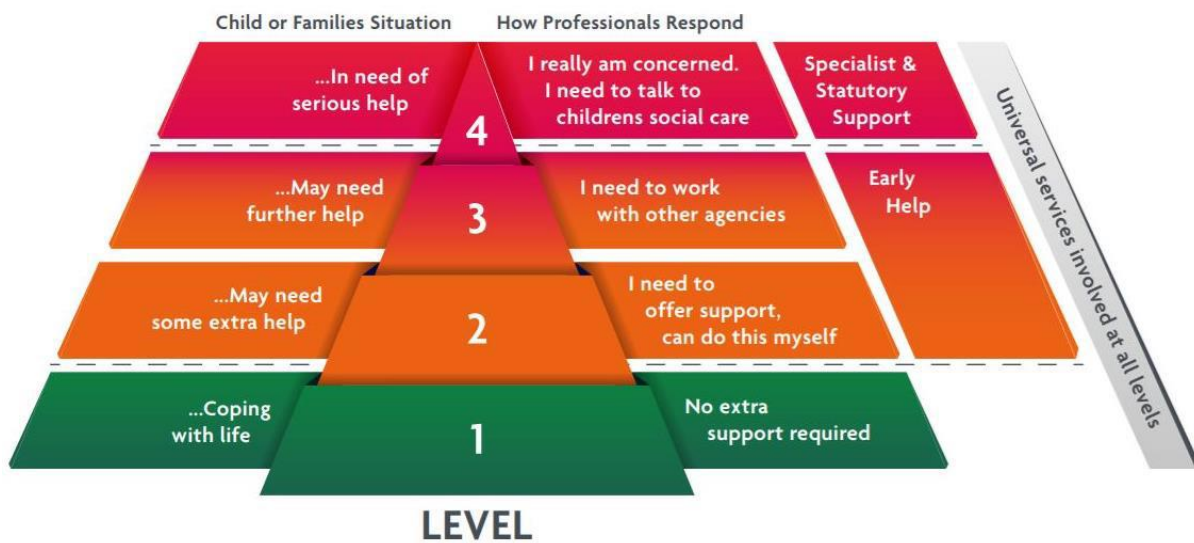 Child or Families Situation
How Professionals Respond
...In need of
serious help
4
I really am concerned.
I need to talk to
childrens social care
Specialist &
Statutory
Support
...May need
further help
3
I need to work
with other agencies
Early
Help
...May need
some extra help
2
I need to
offer support,
can do this myself
...Coping
with life
1
No extra
support required
Universal services involved at all levels
LEVEL